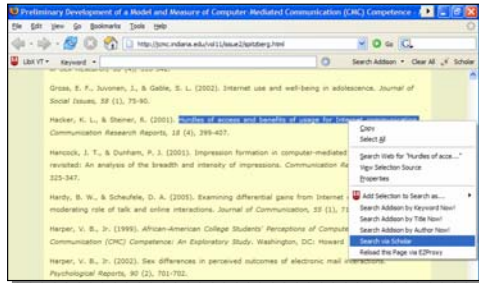 Preliminary Development of a Model and Measure of Computer-Mediated Communication (CMC) Competence -
File Edit View Go Bookmarks Tools Help
http://jcmc.indiana.edu/vol11/issue2/spitzberg.html Go
LibX VT Keyword Search Addison Clear All Scholar
Gross, E. F., Juvonen, J., & Gable, S. L. (2002). Internet use and well-being in adolescence. Journal of
Social Issues, 58 (1), 75-90.
Hacker, K. L., & Steiner, R. (2001). Hurdles of access and benefits of usage for Internet communication.
Communication Research Reports, 18 (4), 399-407.
Hancock, J. T., & Dunham, P. J. (2001). Impression formation in computer-mediated
revisited: An analysis of the breadth and intensity of impressions. Communication Re
325-347.
Hardy, B. W., & Scheufele, D. A. (2005). Examining differential gains from Internet
moderating role of talk and online interactions. Journal of Communication, 55 (1), 71
Harper, V. B., Jr. (1999). African-American College Students' Perceptions of Compute
Communication (CMC) Competence: An Exploratory Study. Washington, DC: Howard
Harper, V. B., Jr. (2002). Sex differences in perceived outcomes of electronic mail interactions.
Psychological Reports, 90 (2), 701-702.
Copy
Select All
Search Web for "Hurdles of acce..."
View Selection Source
Properties
Add Selection to Search as....
Search Addison by Keyword Now!
Search Addison by Title Now!
Search Addison by Author Now!
Search via Scholar
Reload this Page via EZProxy